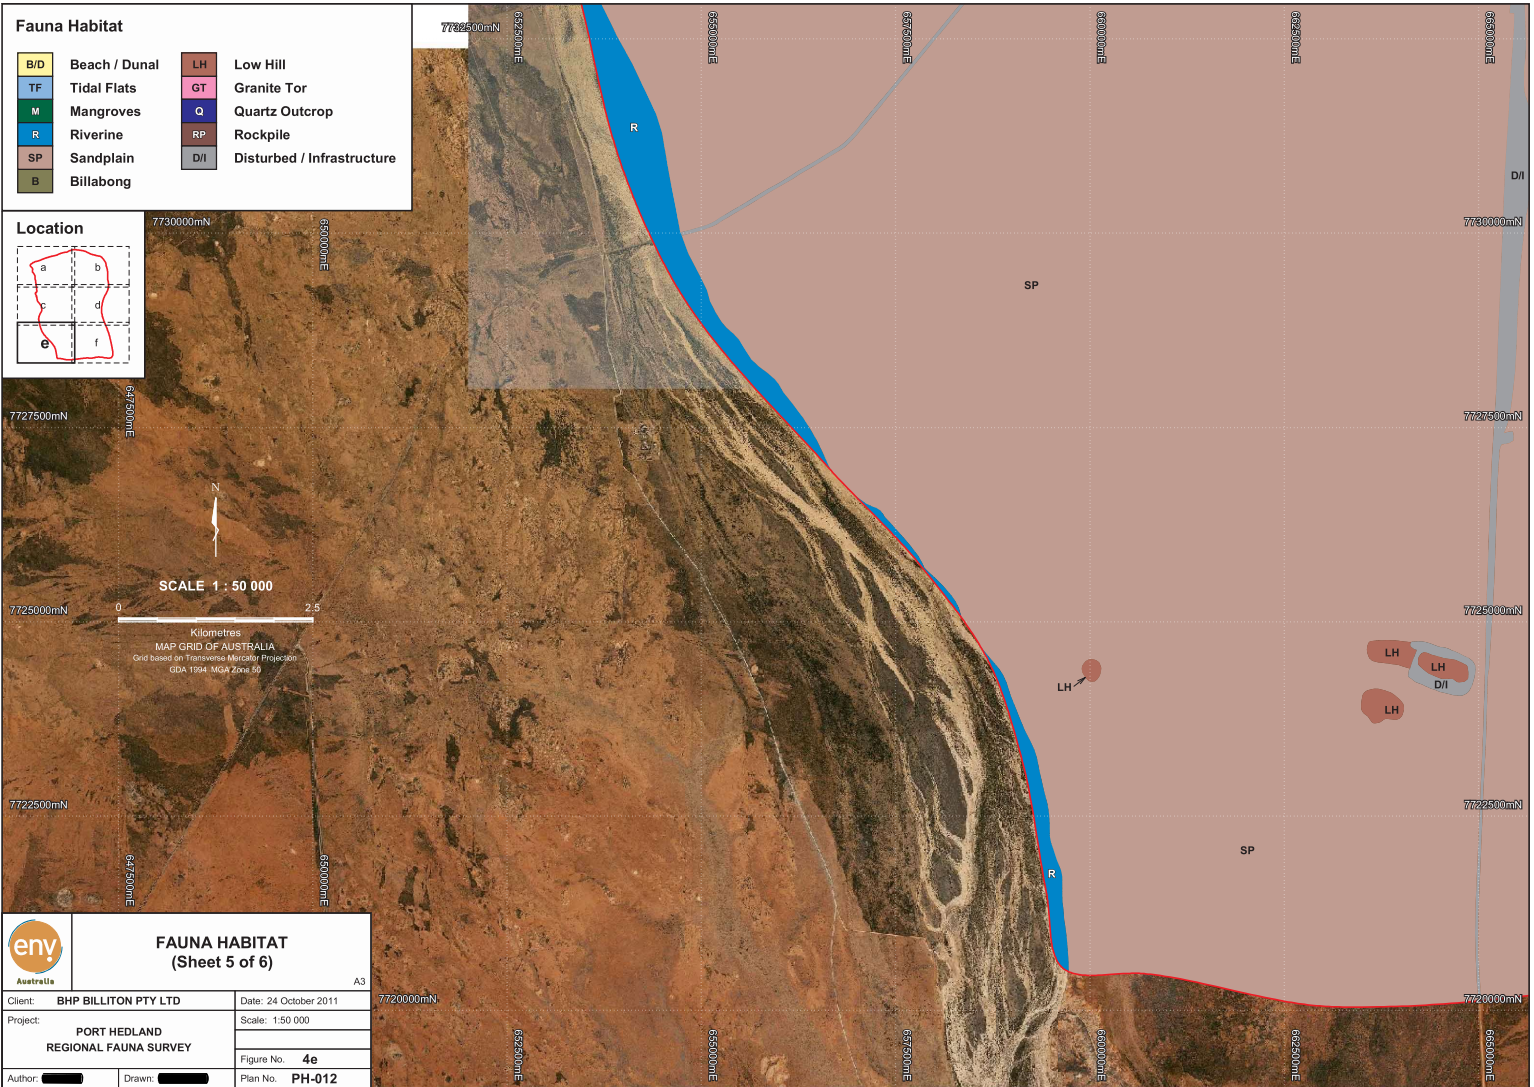 Fauna Habitat
B/D Beach / Dunal
TF Tidal Flats
M Mangroves
R Riverine
SP Sandplain
B Billabong
LH Low Hill
GT Granite Tor
Q Quartz Outcrop
RP Rockpile
D/I Disturbed / Infrastructure
Location
a
b
c
d
e
f
7732500mN
652500mE
655000mE
657500mE
660000mE
662500mE
665000mE
R
D/I
7730000mN
650000mE
7730000mN
SP
647500mE
7727500mN
7727500mN
N
SCALE 1 : 50 000
0 2.5
Kilometres
MAP GRID OF AUSTRALIA
Grid based on Transverse Mercator Projection
GDA 1994 MGA Zone 50
7725000mN
7725000mN
LH
LH
LH
D/I
LH
7722500mN
7722500mN
647500mE
650000mE
SP
R
7720000mN
7720000mN
652500mE
655000mE
657500mE
660000mE
662500mE
665000mE
env
Australia
FAUNA HABITAT
(Sheet 5 of 6)
A3
Client: BHP BILLITON PTY LTD
Date: 24 October 2011
Project:
PORT HEDLAND
REGIONAL FAUNA SURVEY
Scale: 1:50 000
Figure No. 4e
Author:
Drawn:
Plan No. PH-012